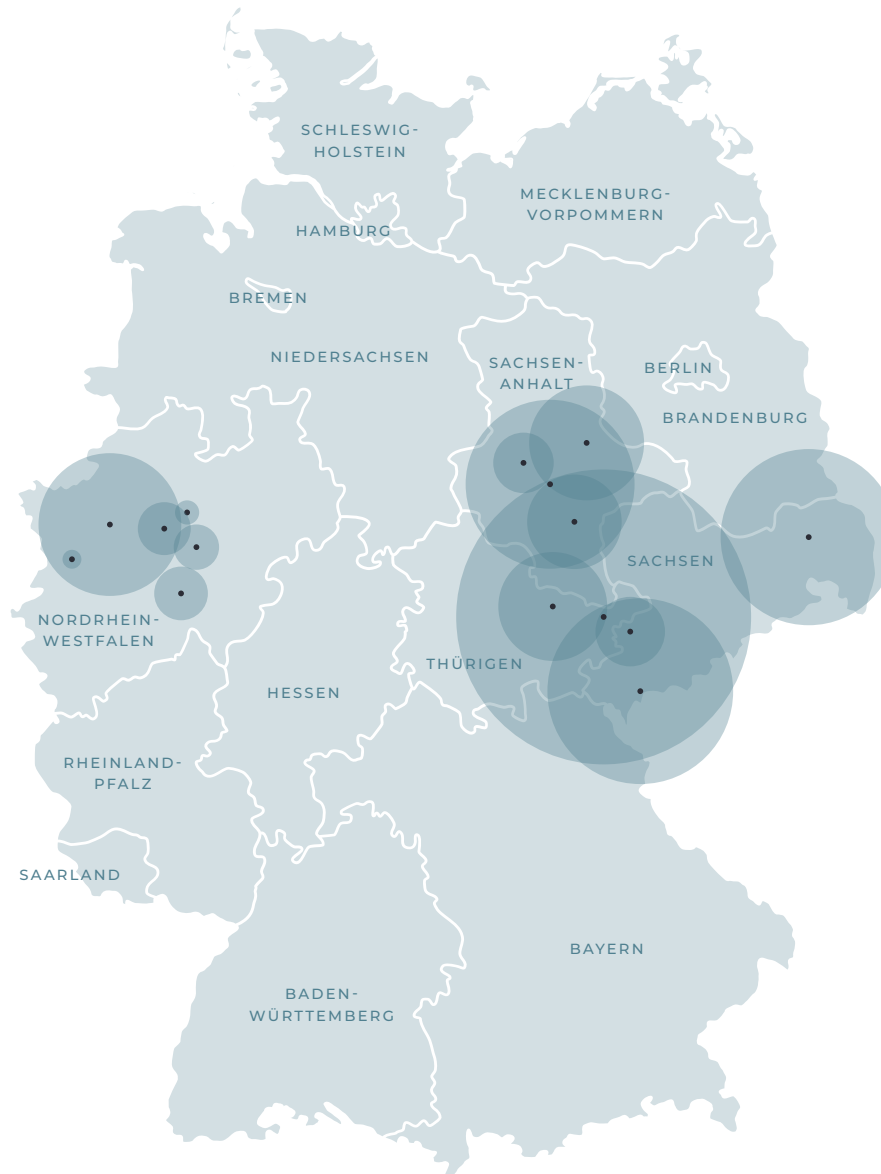 SCHLESWIG-
HOLSTEIN
MECKLENBURG-
VORPOMMERN
HAMBURG
BREMEN
NIEDERSACHSEN
SACHSEN-
ANHALT
BERLIN
BRANDENBURG
SACHSEN
NORDRHEIN-
WESTFALEN
THÜRIGEN
HESSEN
RHEINLAND-
PFALZ
SAARLAND
BAYERN
BADEN-
WÜRTTEMBERG